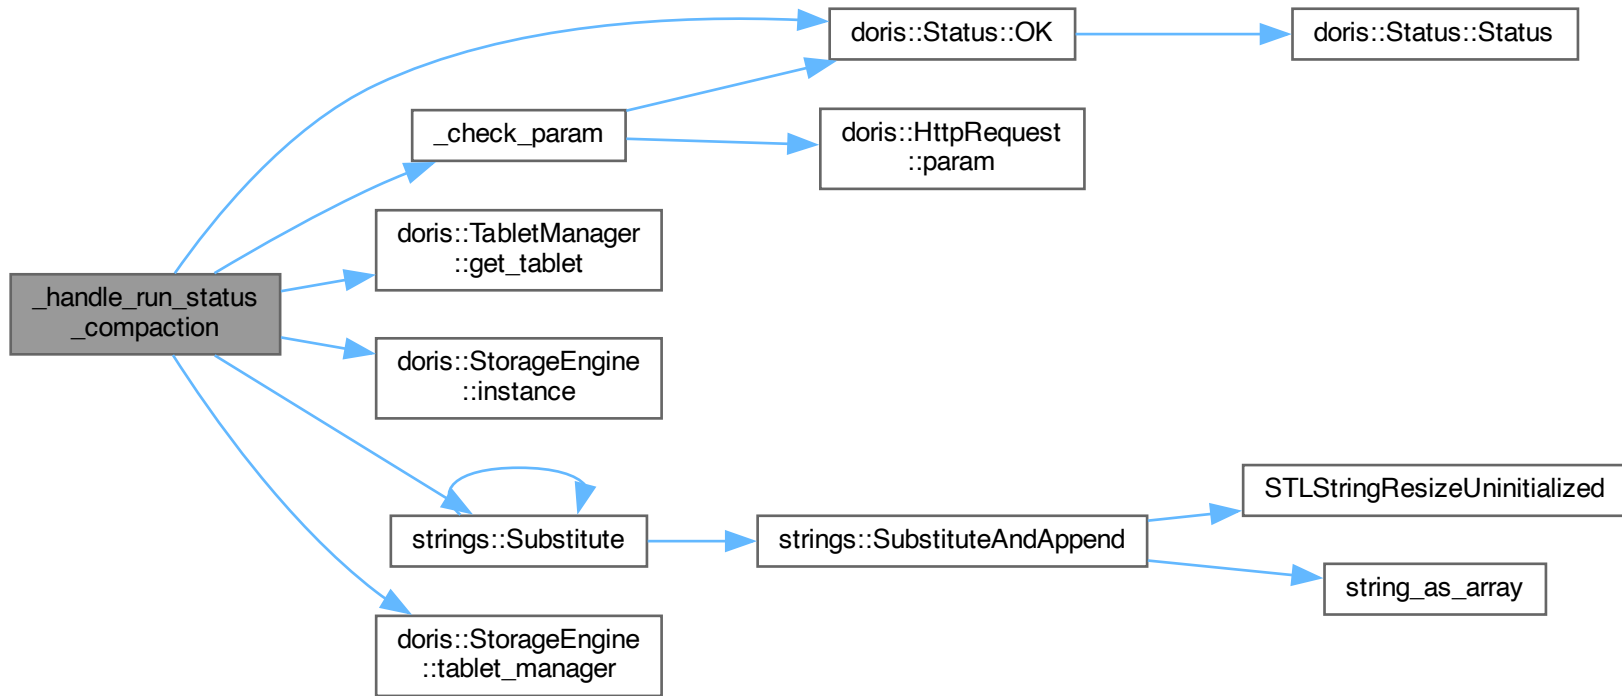 doris::Status::OK
doris::Status::Status
_check_param
doris::HttpRequest
::param
doris::TabletManager
::get_tablet
_handle_run_status
_compaction
doris::StorageEngine
::instance
strings::Substitute
strings::SubstituteAndAppend
STLStringResizeUninitialized
string_as_array
doris::StorageEngine
::tablet_manager